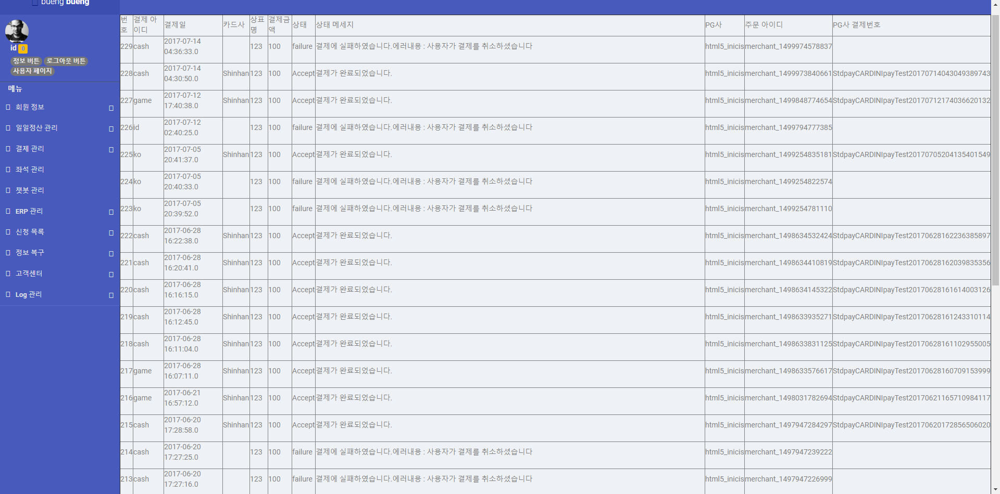 bueng bueng
id 0
정보 버튼 로그아웃 버튼
사용자 페이지
메뉴
회원 정보
일일정산 관리
결제 관리
좌석 관리
챗봇 관리
ERP 관리
신청 목록
정보 복구
고객센터
Log 관리
번호 결제 아이디 결제일 카드사 상표명 결제금액 상태 상태 메세지 PG사 주문 아이디 PG사 결제번호
229 cash 2017-07-14 04:36:33.0 123 100 failure 결제에 실패하였습니다.에러내용 : 사용자가 결제를 취소하셨습니다 html5_inicis merchant_1499974578837
228 cash 2017-07-14 04:30:50.0 Shinhan 123 100 Accept 결제가 완료되었습니다. html5_inicis merchant_1499973840661 StdpayCARDINIpayTest20170714043049389743
227 game 2017-07-12 17:40:38.0 Shinhan 123 100 Accept 결제가 완료되었습니다. html5_inicis merchant_1499848774654 StdpayCARDINIpayTest20170712174036620132
226 id 2017-07-12 02:40:25.0 123 100 failure 결제에 실패하였습니다.에러내용 : 사용자가 결제를 취소하셨습니다 html5_inicis merchant_1499794777385
225 ko 2017-07-05 20:41:37.0 Shinhan 123 100 Accept 결제가 완료되었습니다. html5_inicis merchant_1499254835181 StdpayCARDINIpayTest20170705204135401549
224 ko 2017-07-05 20:40:33.0 123 100 failure 결제에 실패하였습니다.에러내용 : 사용자가 결제를 취소하셨습니다 html5_inicis merchant_1499254822574
223 ko 2017-07-05 20:39:52.0 123 100 failure 결제에 실패하였습니다.에러내용 : 사용자가 결제를 취소하셨습니다 html5_inicis merchant_1499254781110
222 cash 2017-06-28 16:22:38.0 Shinhan 123 100 Accept 결제가 완료되었습니다. html5_inicis merchant_1498634532424 StdpayCARDINIpayTest20170628162236385897
221 cash 2017-06-28 16:20:41.0 Shinhan 123 100 Accept 결제가 완료되었습니다. html5_inicis merchant_1498634410819 StdpayCARDINIpayTest20170628162039835356
220 cash 2017-06-28 16:16:15.0 Shinhan 123 100 Accept 결제가 완료되었습니다. html5_inicis merchant_1498634145322 StdpayCARDINIpayTest20170628161614003126
219 cash 2017-06-28 16:12:45.0 Shinhan 123 100 Accept 결제가 완료되었습니다. html5_inicis merchant_1498633935271 StdpayCARDINIpayTest20170628161243310114
218 cash 2017-06-28 16:11:04.0 Shinhan 123 100 Accept 결제가 완료되었습니다. html5_inicis merchant_1498633831125 StdpayCARDINIpayTest20170628161102955005
217 game 2017-06-28 16:07:11.0 Shinhan 123 100 Accept 결제가 완료되었습니다. html5_inicis merchant_1498633576617 StdpayCARDINIpayTest20170628160709153999
216 game 2017-06-21 16:57:12.0 Shinhan 123 100 Accept 결제가 완료되었습니다. html5_inicis merchant_1498031782694 StdpayCARDINIpayTest20170621165710984117
215 cash 2017-06-20 17:28:58.0 Shinhan 123 100 Accept 결제가 완료되었습니다. html5_inicis merchant_1497947284297 StdpayCARDINIpayTest20170620172856506020
214 cash 2017-06-20 17:27:25.0 123 100 failure 결제에 실패하였습니다.에러내용 : 사용자가 결제를 취소하셨습니다 html5_inicis merchant_1497947239222
213 cash 2017-06-20 17:27:16.0 123 100 failure 결제에 실패하였습니다.에러내용 : 사용자가 결제를 취소하셨습니다 html5_inicis merchant_1497947226999